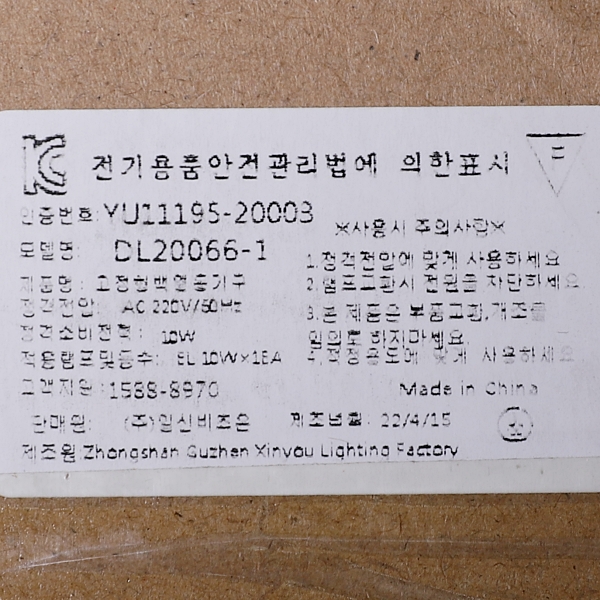 전기용품안전관리법에 의한표시
인증번호:YU11195-20003
※사용시 주의사항※
모델명: DL20066-1
1.정격전압에 맞게 사용하세요
제품명: 고정형백열등기구
2.램프교환시 전원을 차단하세요.
정격전압: AC 220V/60Hz
3.본 제품은 부품교환,개조를
정격소비전력: 10W
임의로 하지마세요.
적용램프및등수: EL 10W×1EA
4.적정용도에 맞게 사용하세요
고객지원:1588-8970
Made in China
판매원: (주)일신비츠온
제조년월: 22/4/15
제조원:Zhongshan Guzhen Xinyou Lighting Factory